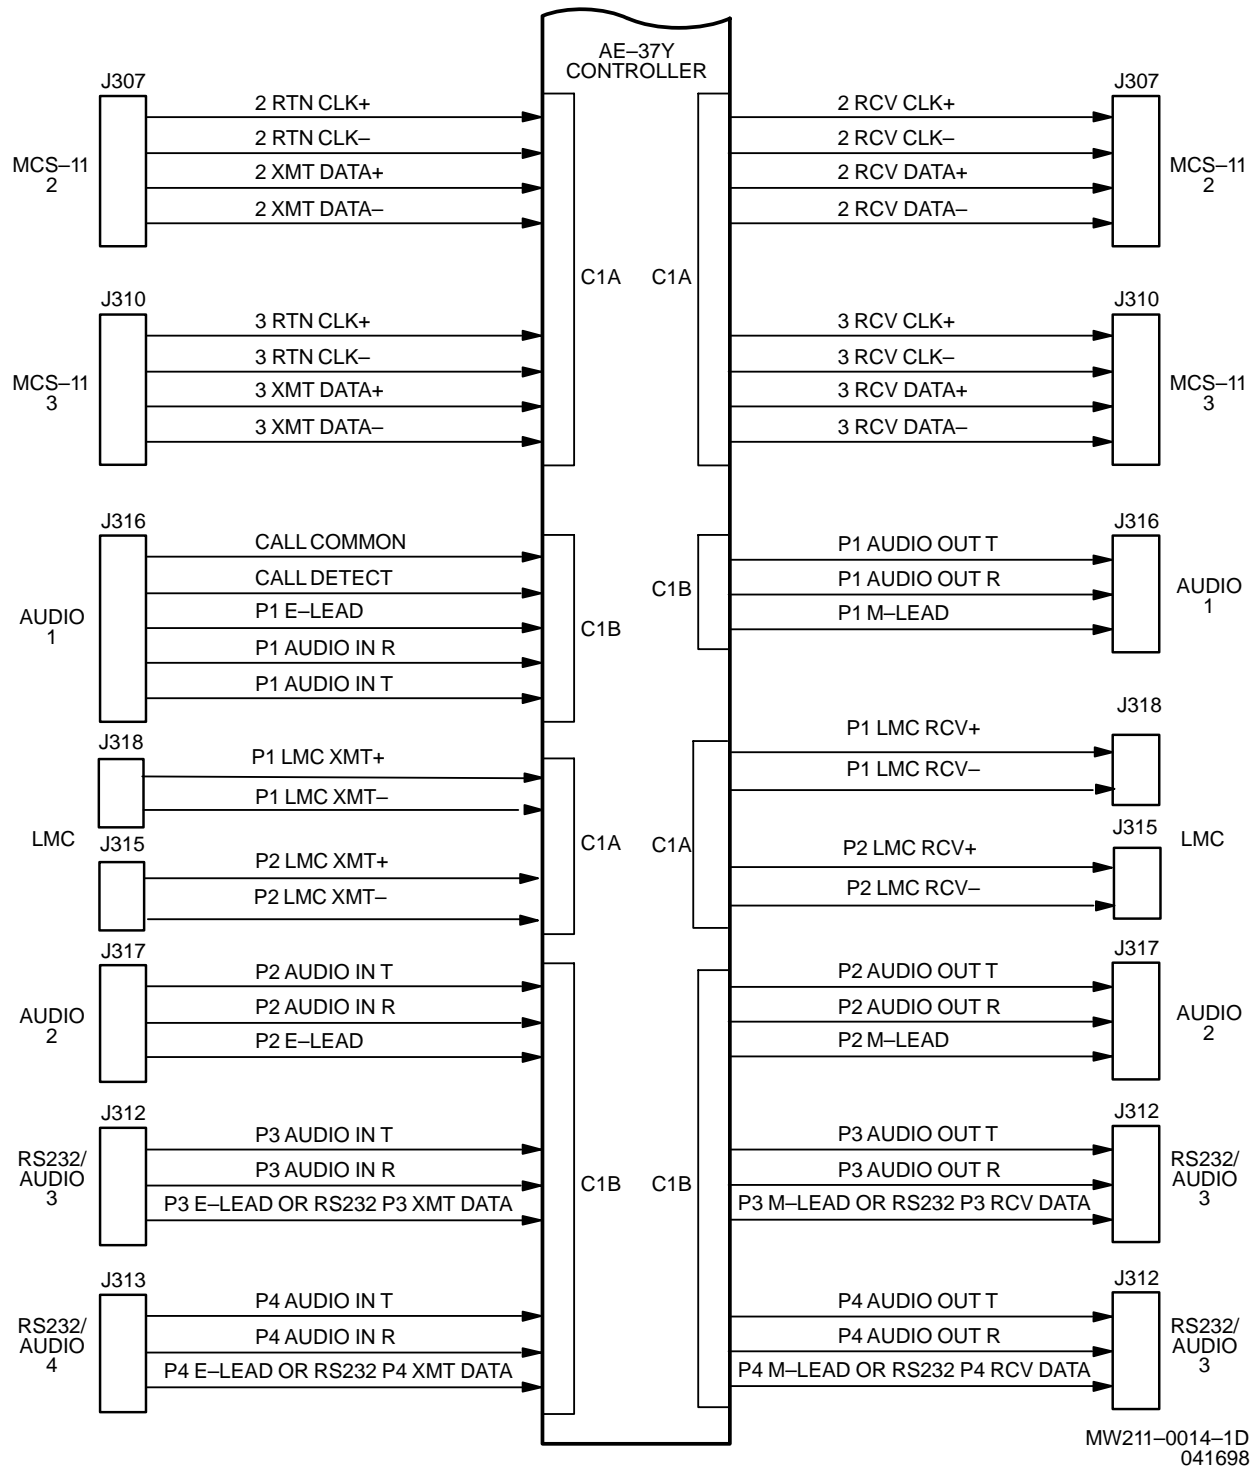 AE–37Y
CONTROLLER
J307
2 RTN CLK+
2 RTN CLK–
2 XMT DATA+
2 XMT DATA–
MCS–11
2
J310
3 RTN CLK+
3 RTN CLK–
3 XMT DATA+
3 XMT DATA–
MCS–11
3
C1A
J316
CALL COMMON
CALL DETECT
P1 E–LEAD
P1 AUDIO IN R
P1 AUDIO IN T
AUDIO
1
C1B
J318
P1 LMC XMT+
P1 LMC XMT–
LMC
J315
P2 LMC XMT+
P2 LMC XMT–
C1A
J317
P2 AUDIO IN T
P2 AUDIO IN R
P2 E–LEAD
AUDIO
2
J312
P3 AUDIO IN T
P3 AUDIO IN R
P3 E–LEAD OR RS232 P3 XMT DATA
RS232/
AUDIO
3
C1B
J313
P4 AUDIO IN T
P4 AUDIO IN R
P4 E–LEAD OR RS232 P4 XMT DATA
RS232/
AUDIO
4
J307
2 RCV CLK+
2 RCV CLK–
2 RCV DATA+
2 RCV DATA–
MCS–11
2
C1A
J310
3 RCV CLK+
3 RCV CLK–
3 RCV DATA+
3 RCV DATA–
MCS–11
3
J316
P1 AUDIO OUT T
P1 AUDIO OUT R
P1 M–LEAD
C1B
AUDIO
1
J318
P1 LMC RCV+
P1 LMC RCV–
C1A
J315
LMC
P2 LMC RCV+
P2 LMC RCV–
J317
P2 AUDIO OUT T
P2 AUDIO OUT R
P2 M–LEAD
AUDIO
2
J312
P3 AUDIO OUT T
P3 AUDIO OUT R
P3 M–LEAD OR RS232 P3 RCV DATA
C1B
RS232/
AUDIO
3
J312
P4 AUDIO OUT T
P4 AUDIO OUT R
P4 M–LEAD OR RS232 P4 RCV DATA
RS232/
AUDIO
3
MW211–0014–1D
041698